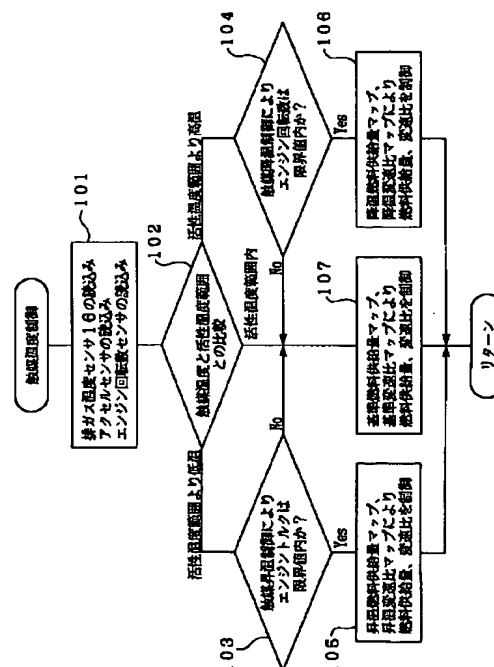 触媒温度制御
101
排ガス温度センサ16の読込み
アクセルセンサの読込み
エンジン回転数センサの読込み
102
触媒温度と活性温度範囲
との比較
活性温度範囲より低温
活性温度範囲より高温
活性温度範囲内
103
触媒昇温制御により
エンジントルクは
限界値内か?
No
Yes
104
触媒降温制御により
エンジン回転数は
限界値内か?
No
Yes
105
昇温燃料供給量マップ、
昇温変速比マップにより
燃料供給量、変速比を制御
107
基準燃料供給量マップ、
基準変速比マップにより
燃料供給量、変速比を制御
106
降温燃料供給量マップ、
降温変速比マップにより
燃料供給量、変速比を制御
リターン